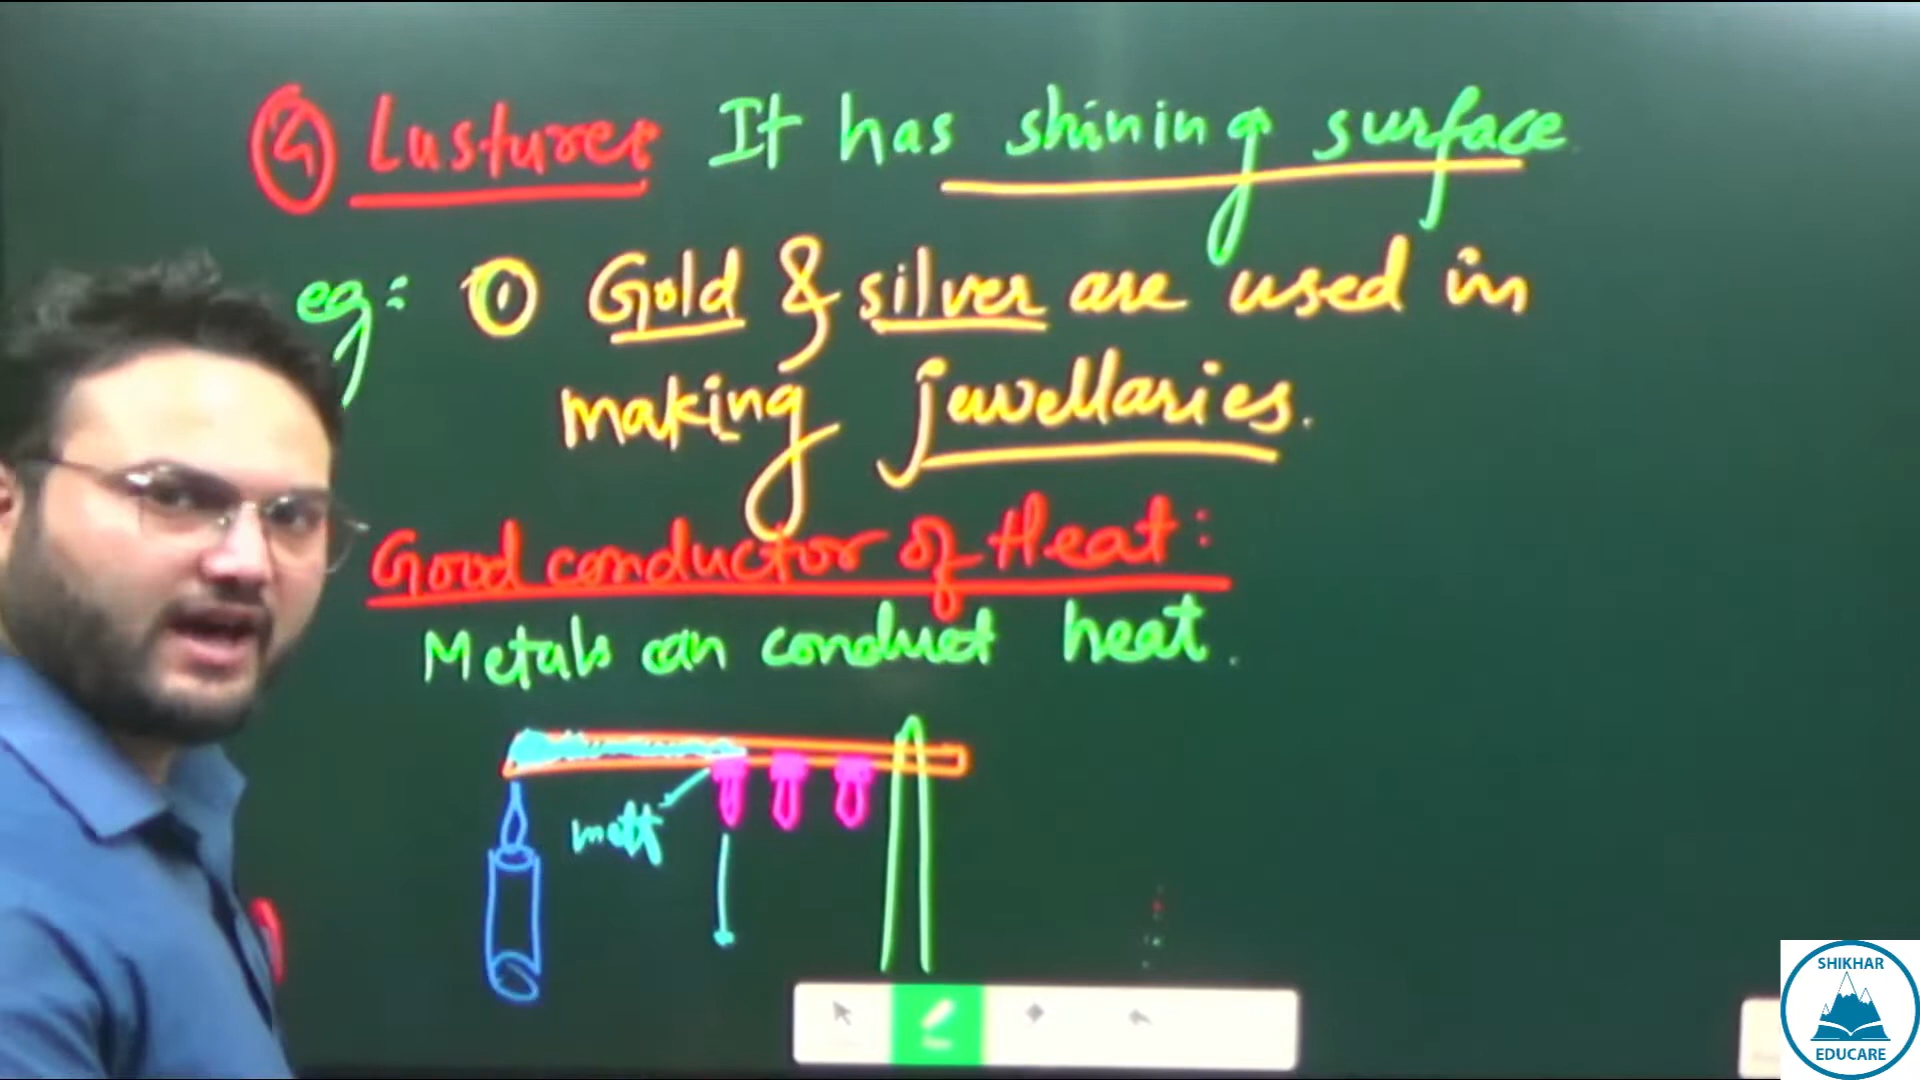 ④ Lusturer It has shining surface.
eg: ① Gold & silver are used in
making jewellaries.
Good conductor of Heat:
Metals can conduct heat.
melt
SHIKHAR
EDUCARE